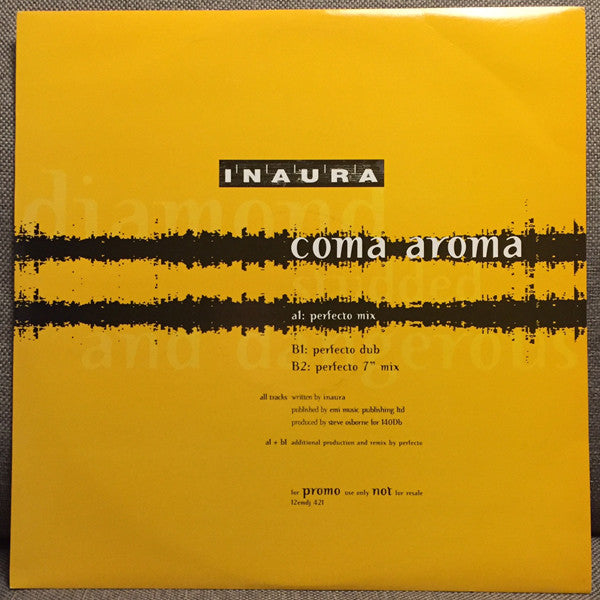 INAURA
diamond
coma aroma
studded
a1: perfecto mix
B1: perfecto dub
and dangerous
B2: perfecto 7" mix
all tracks written by inaura
published by emi music publishing ltd
produced by steve osborne for 140Db
a1 + b1 additional production and remix by perfecto
for promo use only not for resale
12emdj 421